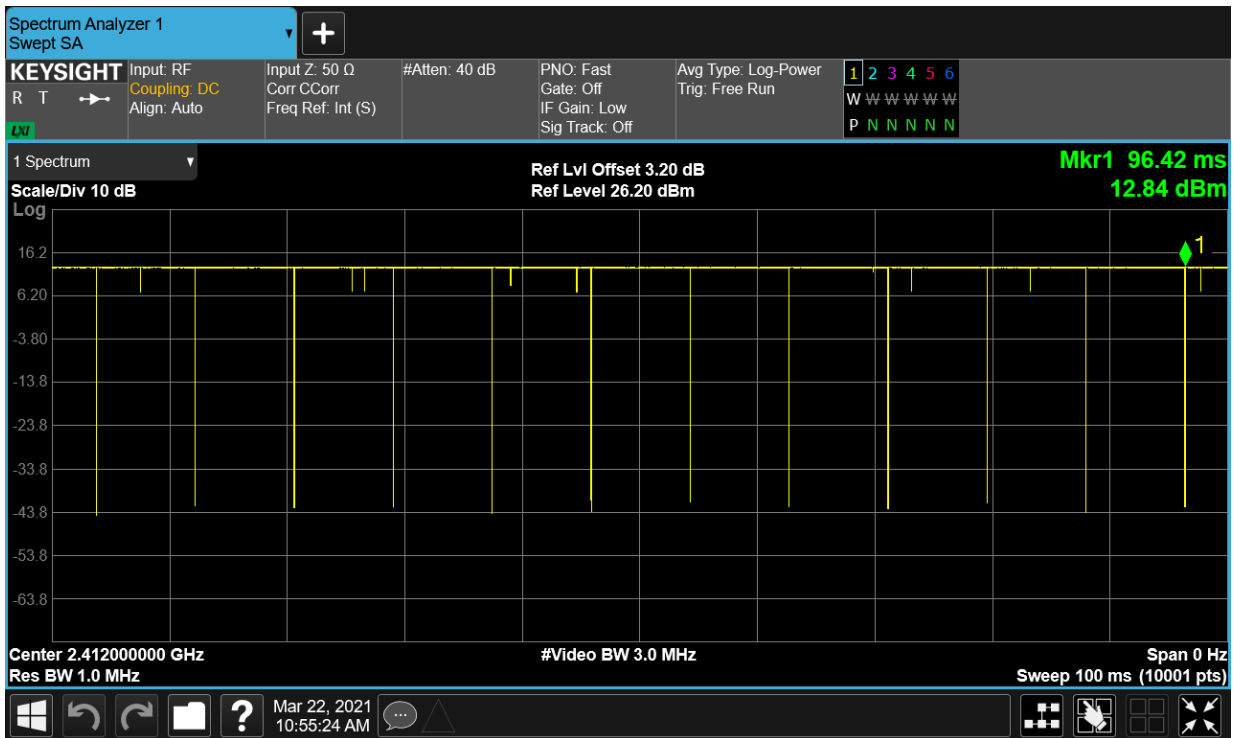 Spectrum Analyzer 1
Swept SA
KEYSIGHT
R T
LXI
Input: RF
Coupling: DC
Align: Auto
Input Z: 50 Ω
Corr CCorr
Freq Ref: Int (S)
#Atten: 40 dB
PNO: Fast
Gate: Off
IF Gain: Low
Sig Track: Off
Avg Type: Log-Power
Trig: Free Run
1 2 3 4 5 6
W W W W W W
P N N N N N
1 Spectrum
Scale/Div 10 dB
Log
Ref Lvl Offset 3.20 dB
Ref Level 26.20 dBm
Mkr1 96.42 ms
12.84 dBm
1
16.2
6.20
-3.80
-13.8
-23.8
-33.8
-43.8
-53.8
-63.8
Center 2.412000000 GHz
Res BW 1.0 MHz
#Video BW 3.0 MHz
Span 0 Hz
Sweep 100 ms (10001 pts)
?
Mar 22, 2021
10:55:24 AM